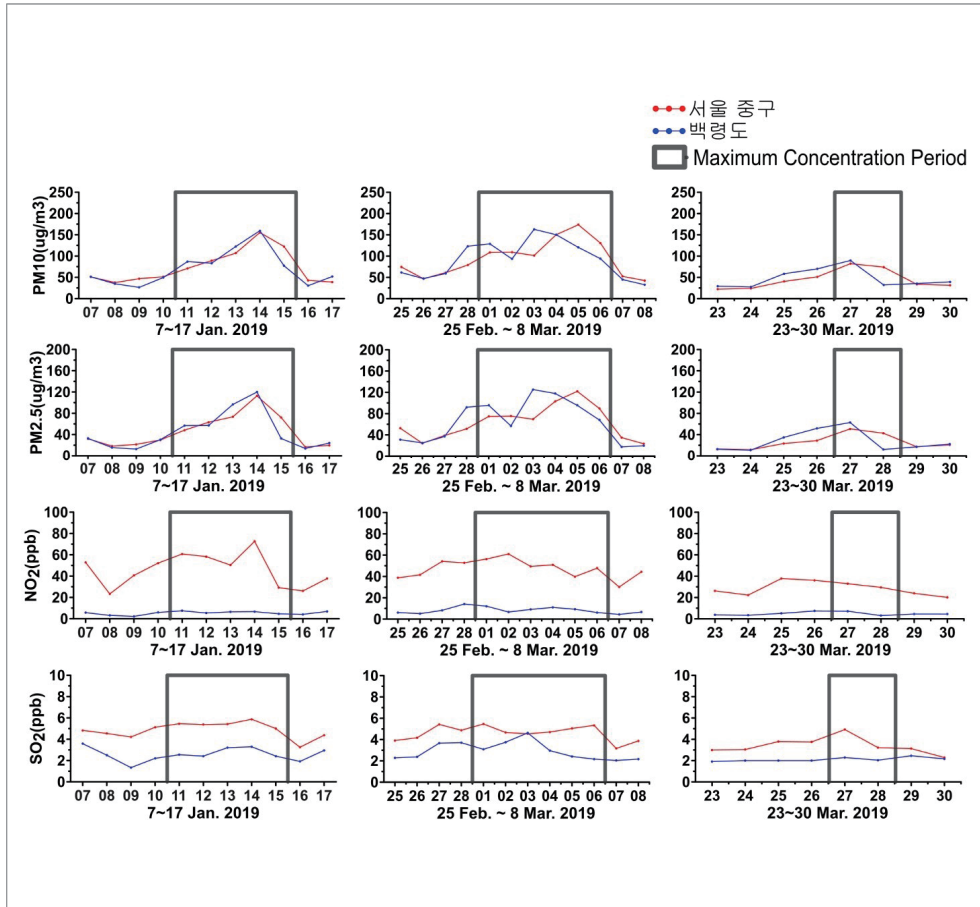 서울 중구
백령도
Maximum Concentration Period
PM10(ug/m3)
250
200
150
100
50
0
07 08 09 10 11 12 13 14 15 16 17
7~17 Jan. 2019
250
200
150
100
50
0
25 26 27 28 01 02 03 04 05 06 07 08
25 Feb. ~ 8 Mar. 2019
250
200
150
100
50
0
23 24 25 26 27 28 29 30
23~30 Mar. 2019
PM2.5(ug/m3)
200
160
120
80
40
0
07 08 09 10 11 12 13 14 15 16 17
7~17 Jan. 2019
200
160
120
80
40
0
25 26 27 28 01 02 03 04 05 06 07 08
25 Feb. ~ 8 Mar. 2019
200
160
120
80
40
0
23 24 25 26 27 28 29 30
23~30 Mar. 2019
NO2(ppb)
100
80
60
40
20
0
07 08 09 10 11 12 13 14 15 16 17
7~17 Jan. 2019
100
80
60
40
20
0
25 26 27 28 01 02 03 04 05 06 07 08
25 Feb. ~ 8 Mar. 2019
100
80
60
40
20
0
23 24 25 26 27 28 29 30
23~30 Mar. 2019
SO2(ppb)
10
8
6
4
2
0
07 08 09 10 11 12 13 14 15 16 17
7~17 Jan. 2019
10
8
6
4
2
0
25 26 27 28 01 02 03 04 05 06 07 08
25 Feb. ~ 8 Mar. 2019
10
8
6
4
2
0
23 24 25 26 27 28 29 30
23~30 Mar. 2019